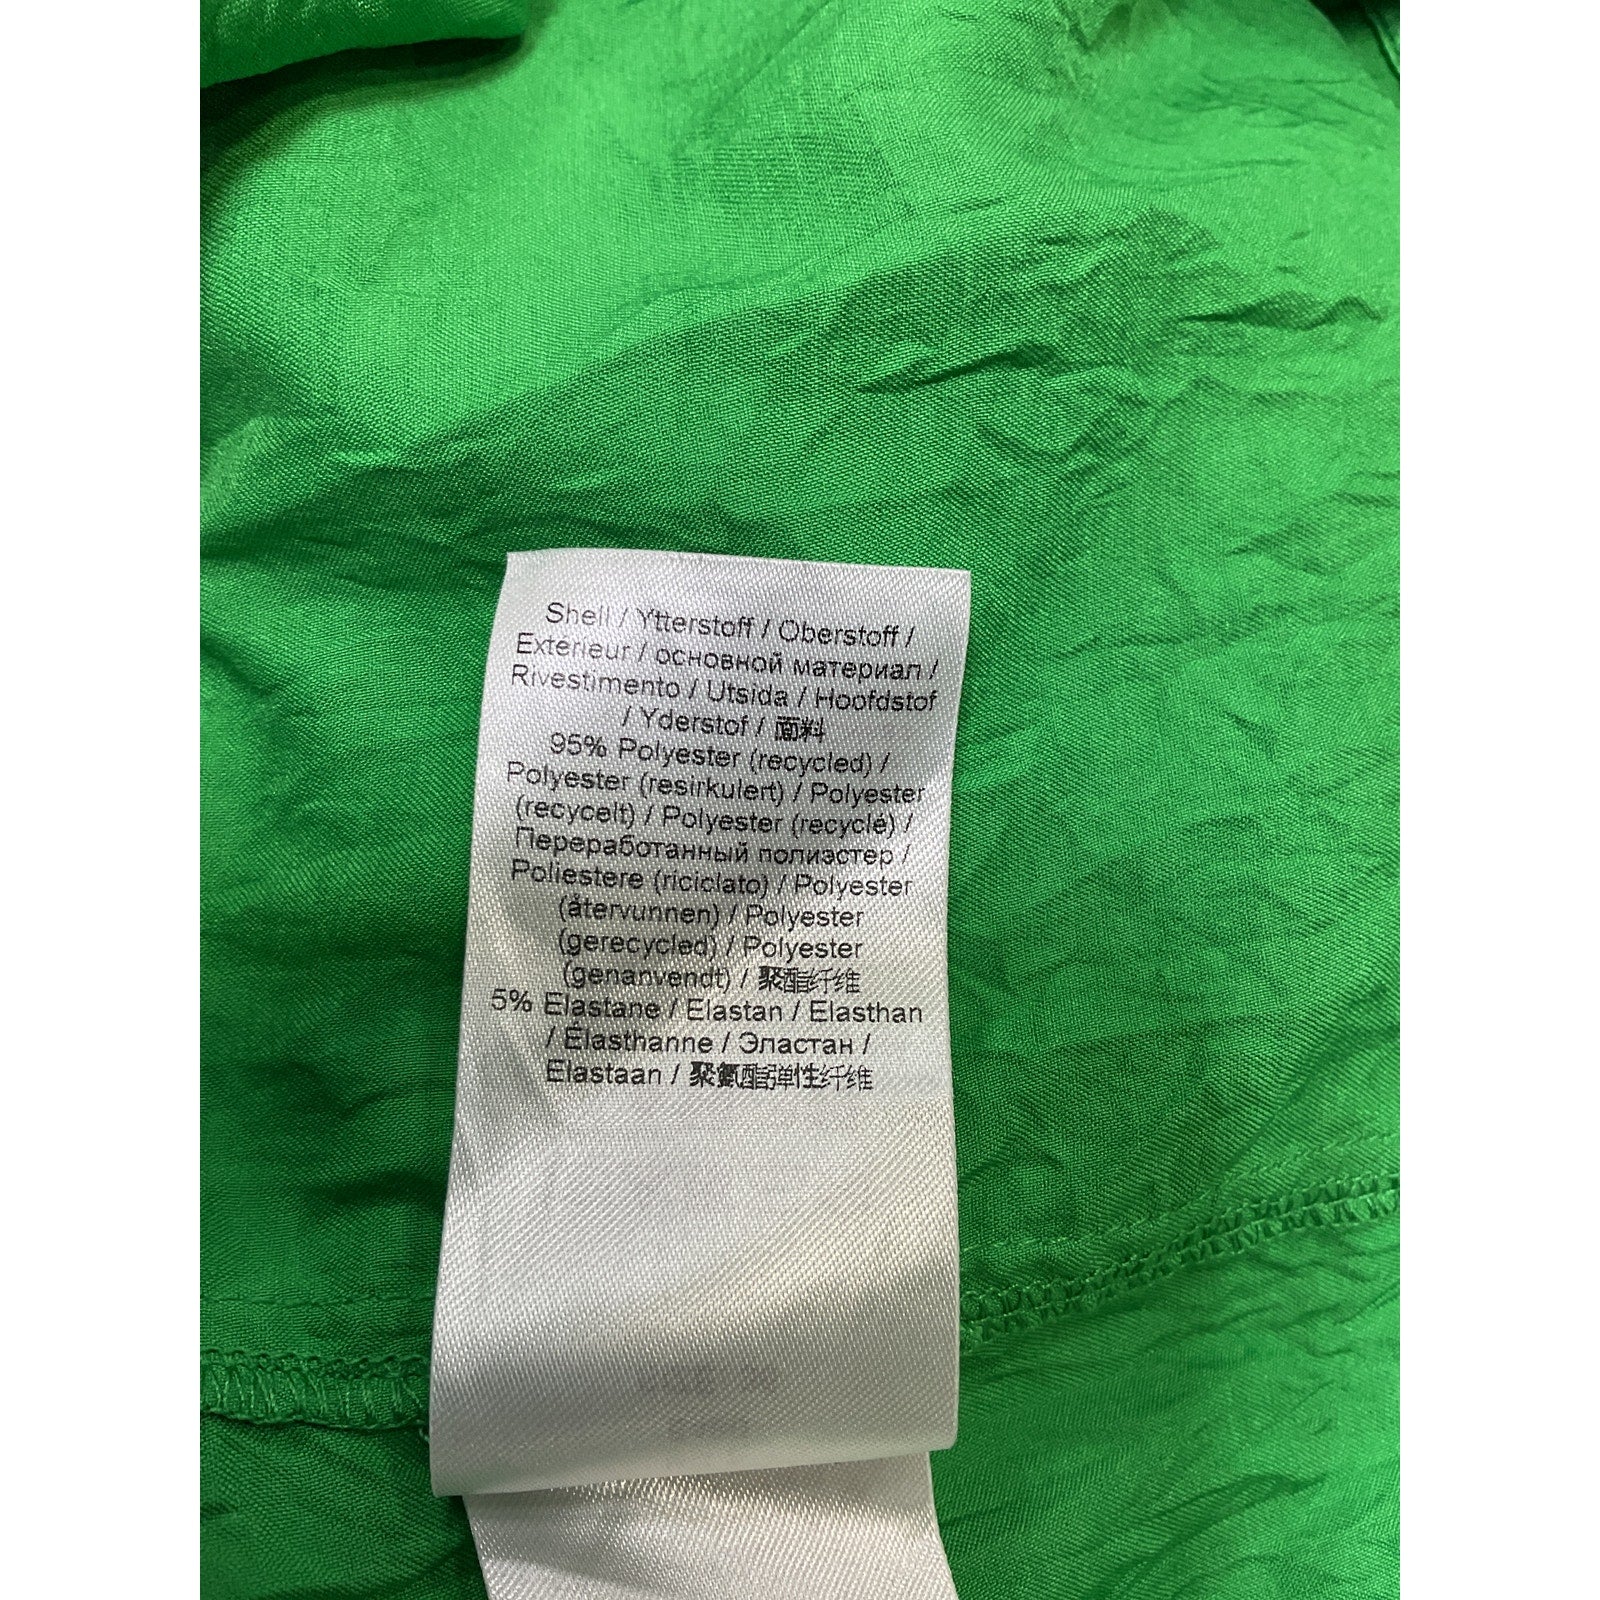 Shell / Ytterstoff / Oberstoff /
Extérieur / основной материал /
Rivestimento / Utsida / Hoofdstof
/ Yderstof / 面料
95% Polyester (recycled) /
Polyester (resirkulert) / Polyester
(recycelt) / Polyester (recyclé) /
Переработанный полиэстер /
Poliestere (riciclato) / Polyester
(återvunnen) / Polyester
(gerecycled) / Polyester
(genanvendt) / 聚酯纤维
5% Elastane / Elastan / Elasthan
/ Élasthanne / Эластан /
Elastaan / 聚氨酯弹性纤维